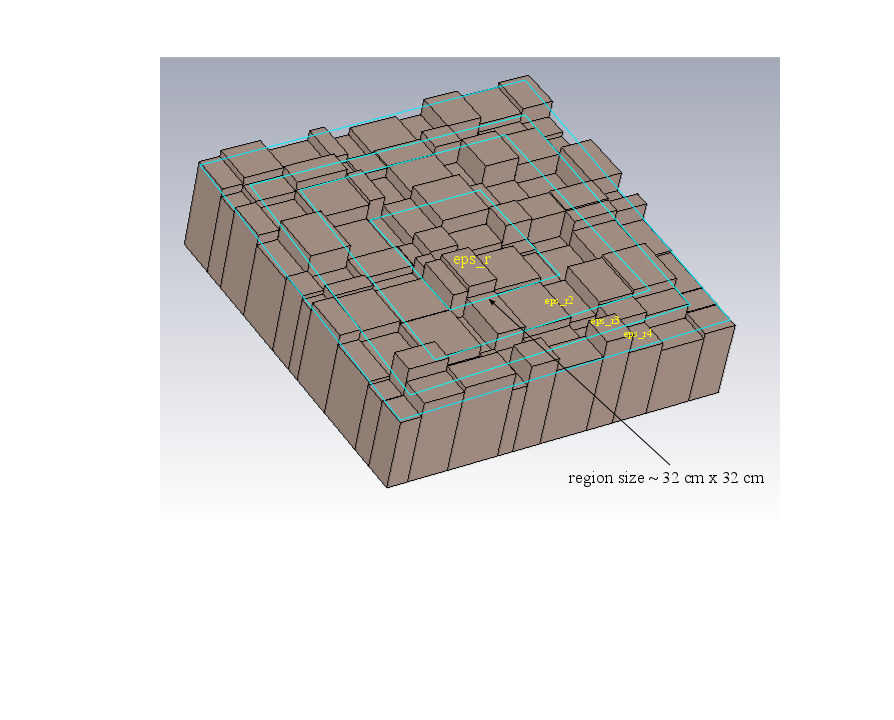 eps_r
eps_r2
eps_r3
eps_r4
region size ~ 32 cm x 32 cm